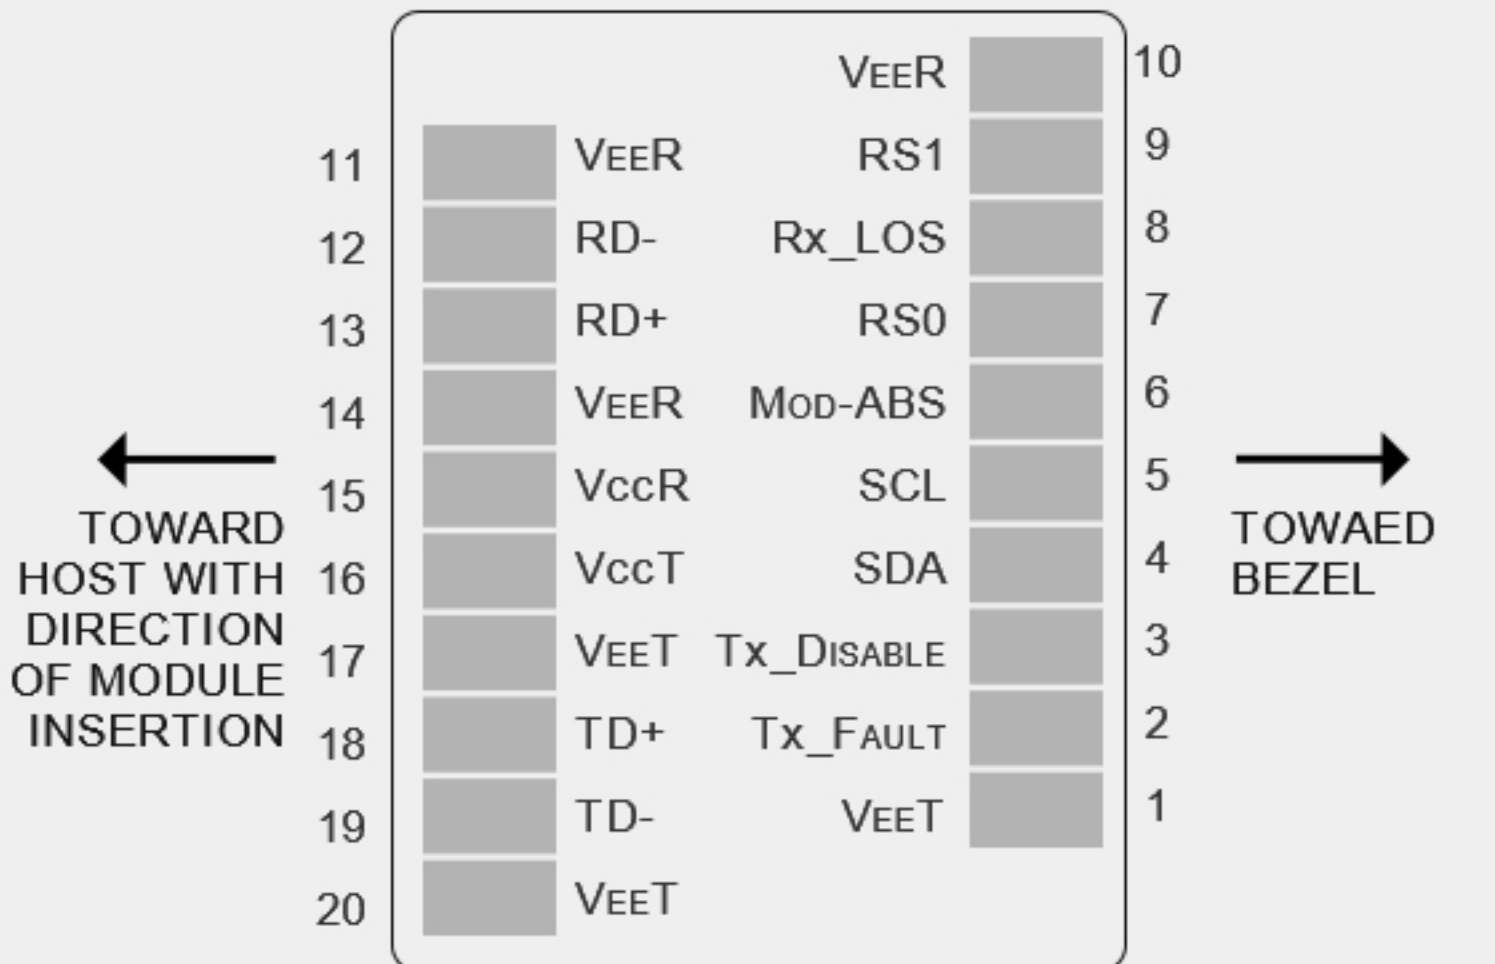 VEER 10
11 VEER RS1 9
12 RD- Rx_LOS 8
13 RD+ RS0 7
14 VEER MOD-ABS 6
15 VccR SCL 5
16 VccT SDA 4
17 VEET Tx_DISABLE 3
18 TD+ Tx_FAULT 2
19 TD- VEET 1
20 VEET
TOWARD
HOST WITH
DIRECTION
OF MODULE
INSERTION
TOWAED
BEZEL